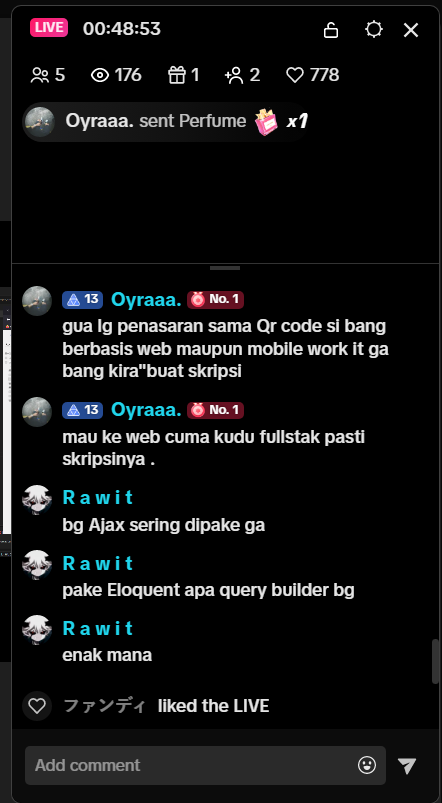 LIVE 00:48:53
5 176 1 2 778
Oyraaa. sent Perfume x1
13 Oyraaa. No. 1
gua lg penasaran sama Qr code si bang
berbasis web maupun mobile work it ga
bang kira"buat skripsi
13 Oyraaa. No. 1
mau ke web cuma kudu fullstak pasti
skripsinya .
R a w i t
bg Ajax sering dipake ga
R a w i t
pake Eloquent apa query builder bg
R a w i t
enak mana
ファンディ liked the LIVE
Add comment